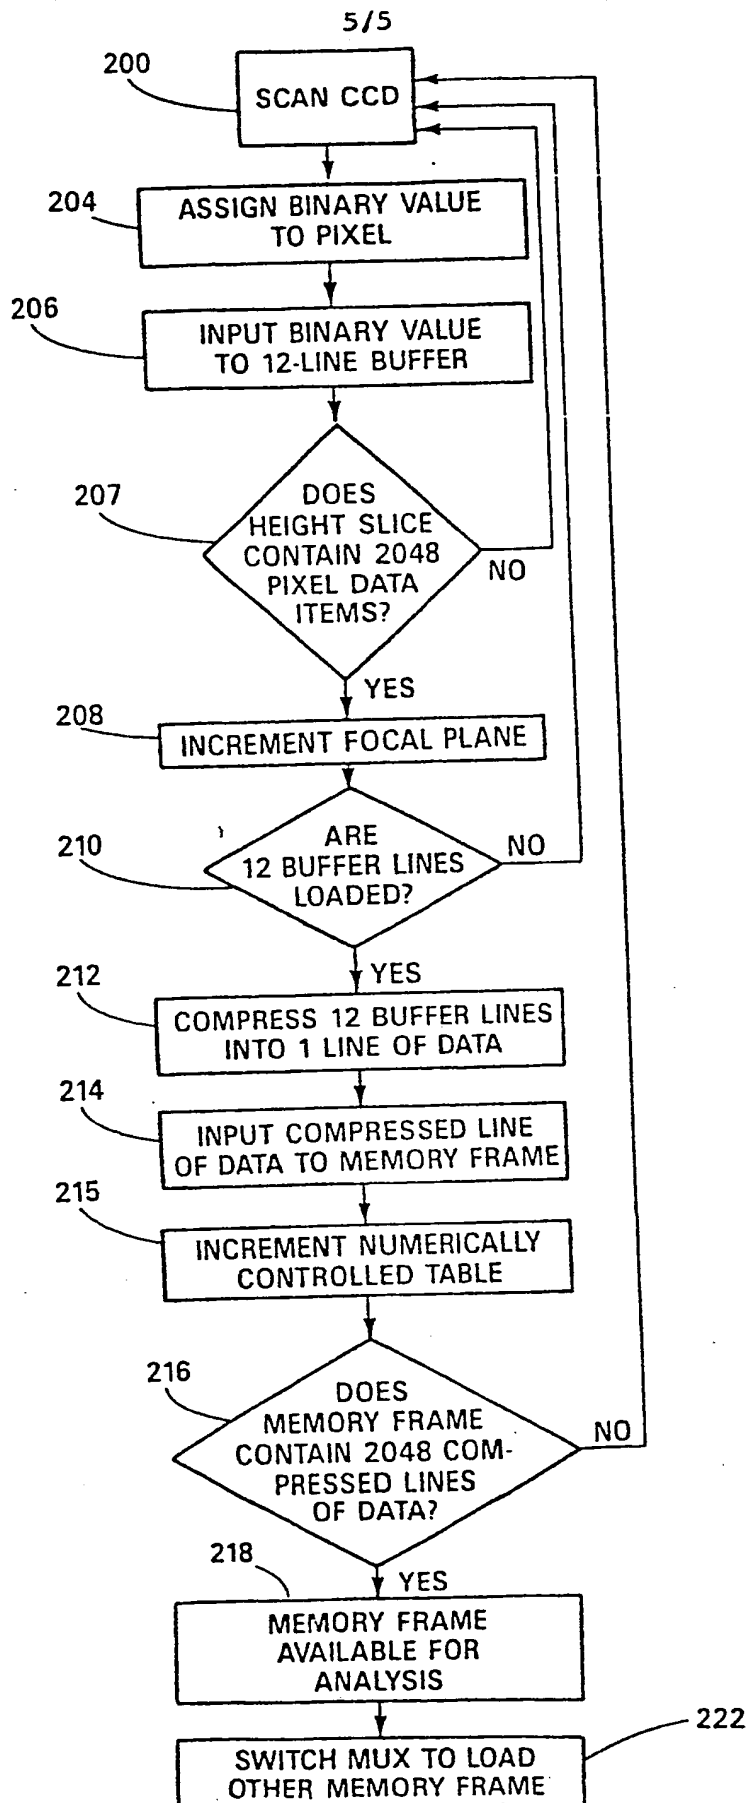 5/5
200
SCAN CCD
204
ASSIGN BINARY VALUE
TO PIXEL
206
INPUT BINARY VALUE
TO 12-LINE BUFFER
207
DOES
HEIGHT SLICE
CONTAIN 2048
PIXEL DATA
ITEMS?
NO
YES
208
INCREMENT FOCAL PLANE
210
ARE
12 BUFFER LINES
LOADED?
NO
YES
212
COMPRESS 12 BUFFER LINES
INTO 1 LINE OF DATA
214
INPUT COMPRESSED LINE
OF DATA TO MEMORY FRAME
215
INCREMENT NUMERICALLY
CONTROLLED TABLE
216
DOES
MEMORY FRAME
CONTAIN 2048 COM-
PRESSED LINES
OF DATA?
NO
YES
218
MEMORY FRAME
AVAILABLE FOR
ANALYSIS
222
SWITCH MUX TO LOAD
OTHER MEMORY FRAME